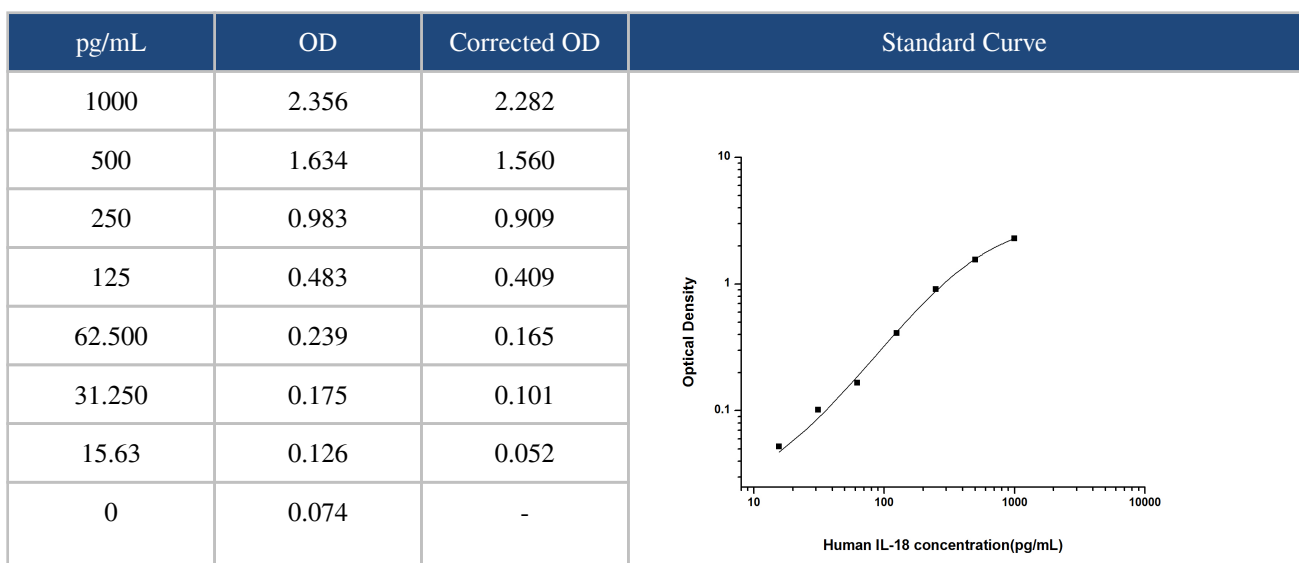 pg/mL OD Corrected OD Standard Curve
1000 2.356 2.282
500 1.634 1.560
250 0.983 0.909
125 0.483 0.409
62.500 0.239 0.165
31.250 0.175 0.101
15.63 0.126 0.052
0 0.074 -
10
1
0.1
Optical Density
10 100 1000 10000
Human IL-18 concentration(pg/mL)